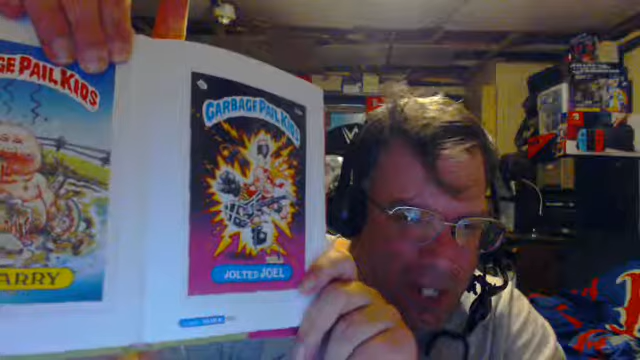 GE PAIL KIDS
ARRY
GARBAGE PAIL KIDS
JOLTED JOEL